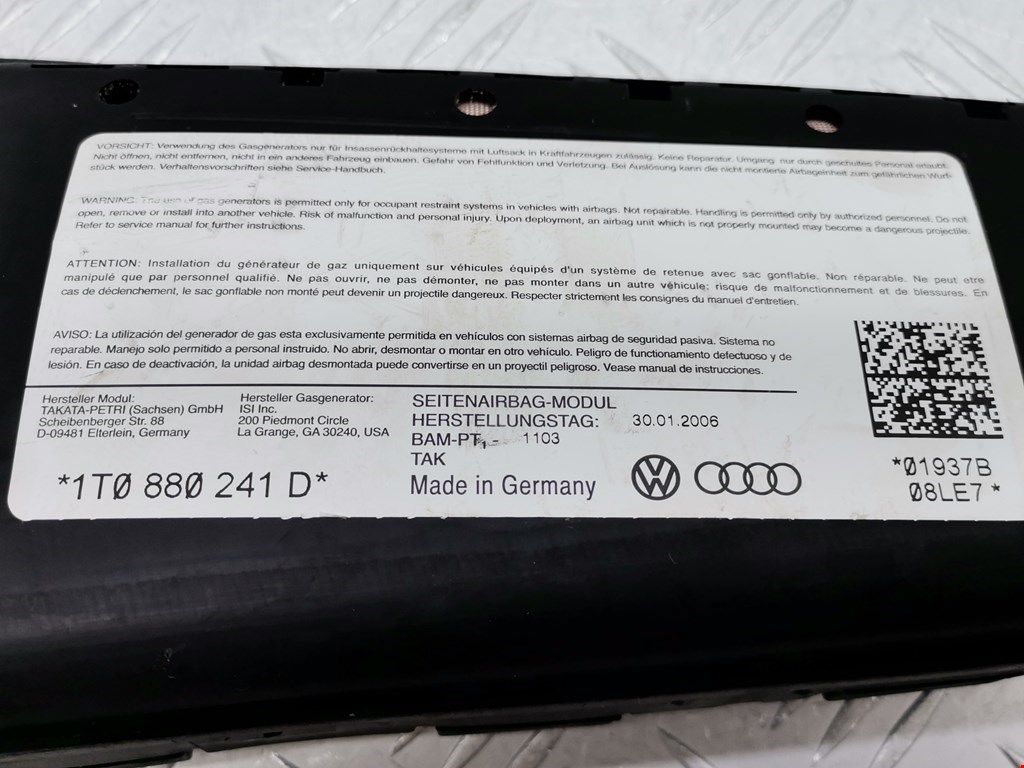 VORSICHT: Verwendung des Gasgenerators nur für Insassenrückhaltesysteme mit Luftsack in Kraftfahrzeugen zulässig. Keine Reparatur. Umgang nur durch geschultes Personal erlaubt.
Nicht öffnen, nicht entfernen, nicht in ein anderes Fahrzeug einbauen. Gefahr von Fehlfunktion und Verletzung. Bei Auslösung kann die nicht montierte Airbageinheit zum gefährlichen Wurf-
stück werden. Verhaltensvorschriften siehe Service-Handbuch.
WARNING: The use of gas generators is permitted only for occupant restraint systems in vehicles with airbags. Not repairable. Handling is permitted only by authorized personnel. Do not
open, remove or install into another vehicle. Risk of malfunction and personal injury. Upon deployment, an airbag unit which is not properly mounted may become a dangerous projectile.
Refer to service manual for further instructions.
ATTENTION: Installation du générateur de gaz uniquement sur véhicules équipés d'un système de retenue avec sac gonflable. Non réparable. Ne peut etre
manipulé que par personnel qualifié. Ne pas ouvrir, ne pas démonter, ne pas monter dans un autre véhicule: risque de malfonctionnement et de blessures. En
cas de déclenchement, le sac gonflable non monté peut devenir un projectile dangereux. Respecter strictement les consignes du manuel d'entretien.
AVISO: La utilización del generador de gas esta exclusivamente permitida en vehículos con sistemas airbag de seguridad pasiva. Sistema no
reparable. Manejo solo permitido a personal instruido. No abrir, desmontar o montar en otro vehículo. Peligro de funcionamiento defectuoso y de
lesión. En caso de deactivación, la unidad airbag desmontada puede convertirse en un proyectil peligroso. Vease manual de instrucciones.
Hersteller Modul:
TAKATA-PETRI (Sachsen) GmbH
Scheibenberger Str. 88
D-09481 Elterlein, Germany
Hersteller Gasgenerator:
ISI Inc.
200 Piedmont Circle
La Grange, GA 30240, USA
SEITENAIRBAG-MODUL
HERSTELLUNGSTAG: 30.01.2006
BAM-PT1- 1103
TAK
Made in Germany
*1T0 880 241 D*
*01937B
08LE7*